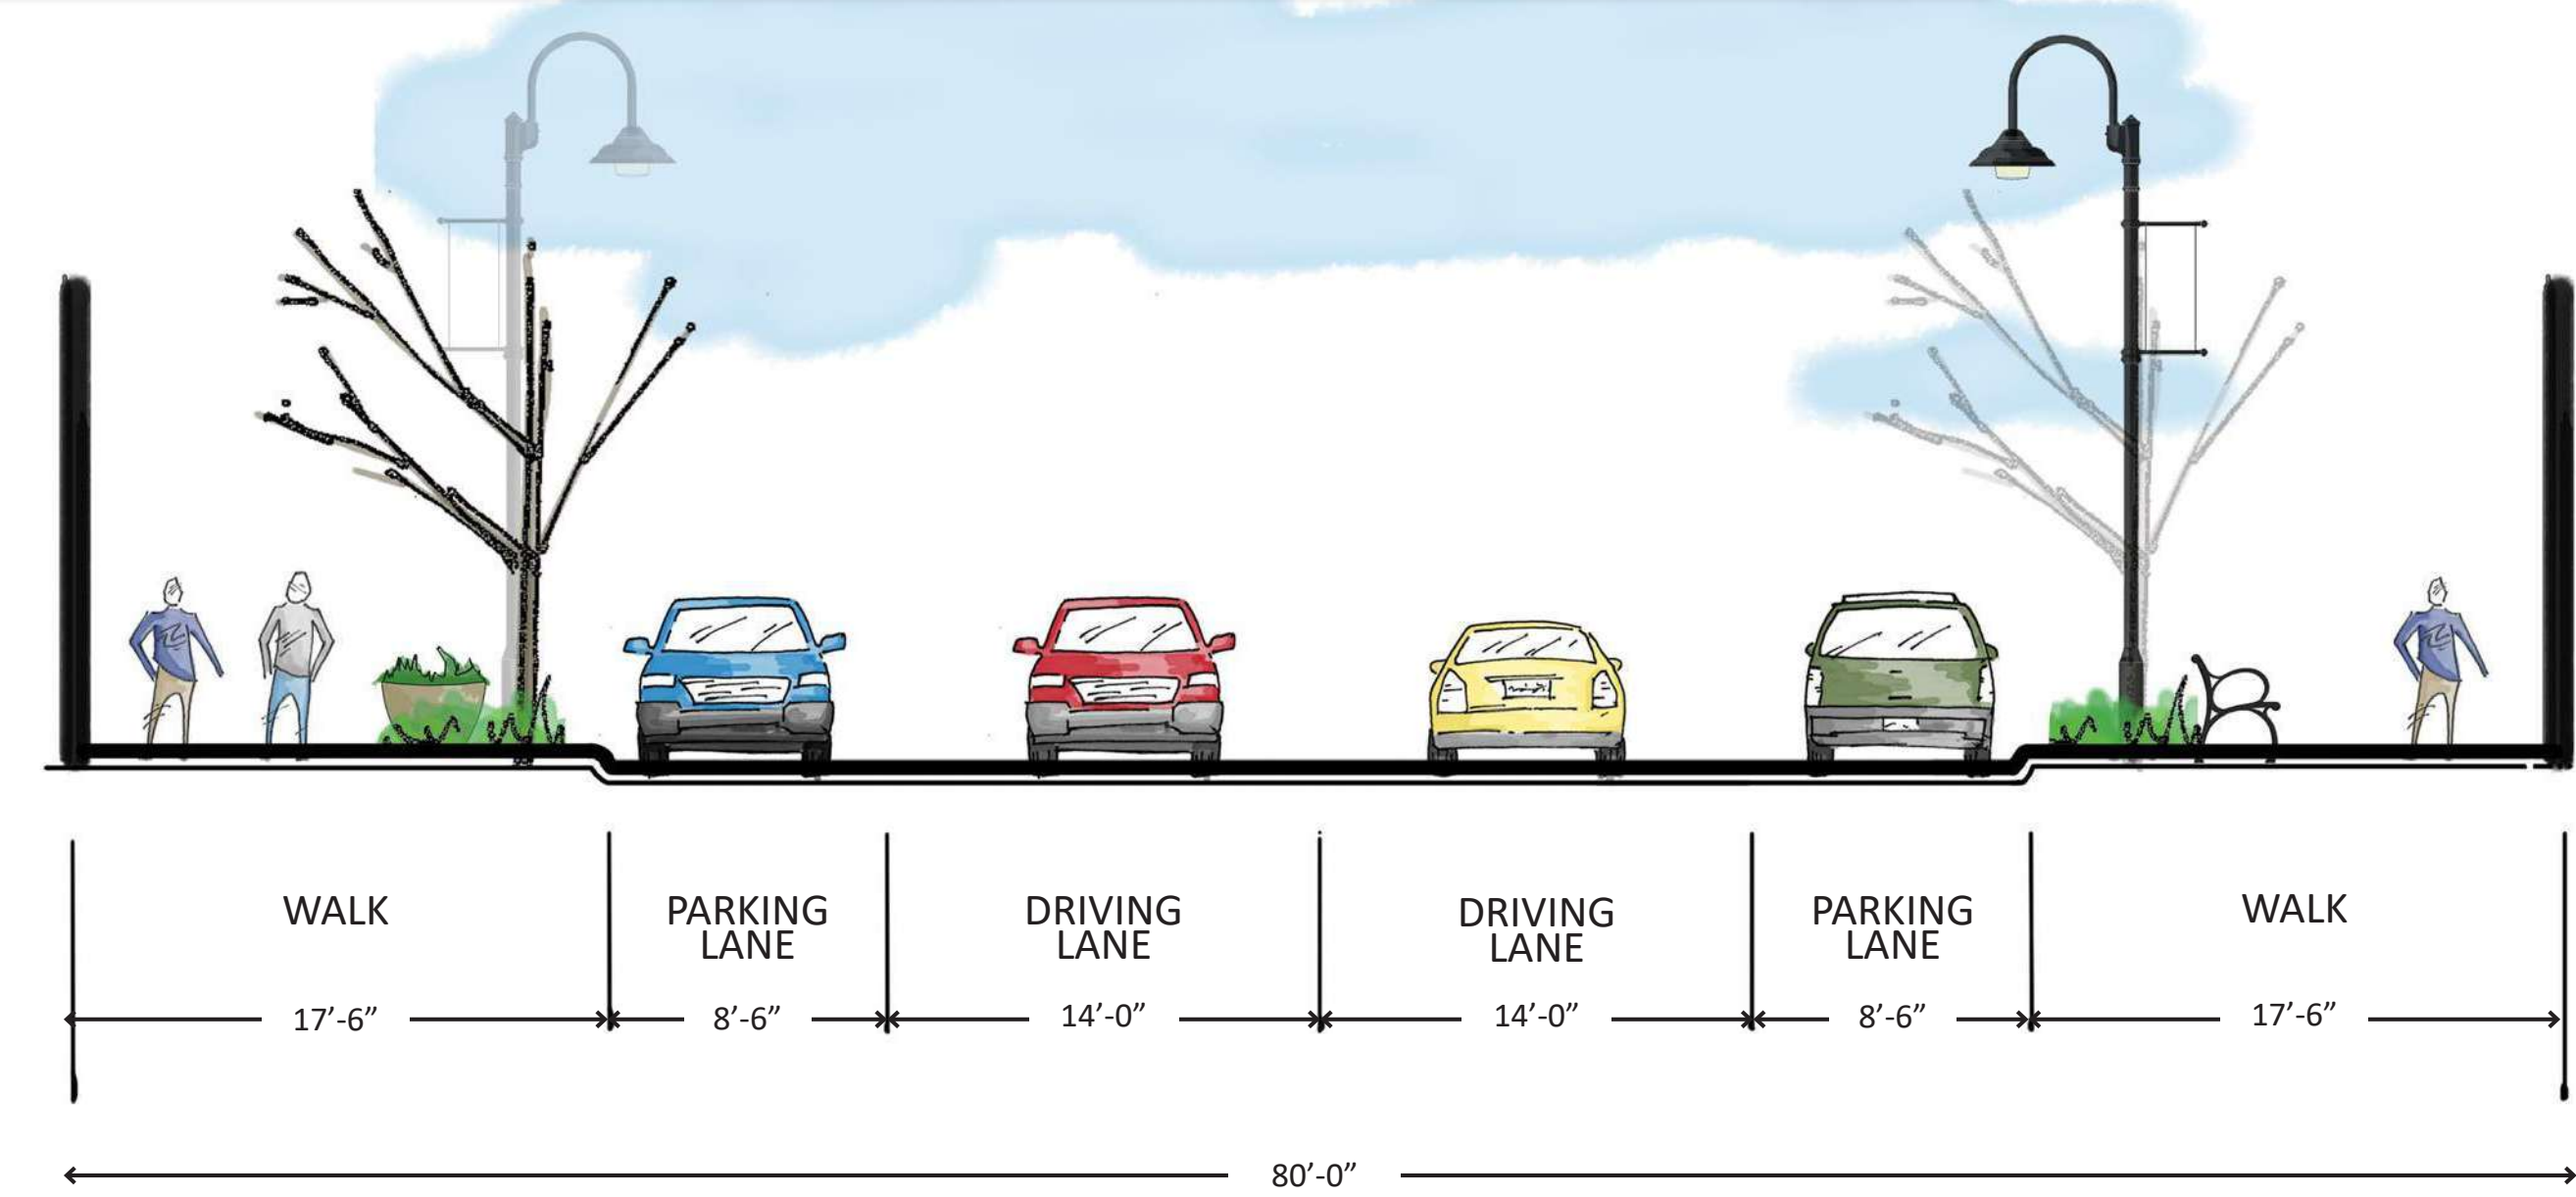 WALK
PARKING
LANE
DRIVING
LANE
DRIVING
LANE
PARKING
LANE
WALK
17’-6”
8’-6”
14’-0”
14’-0”
8’-6”
17’-6”
80’-0”